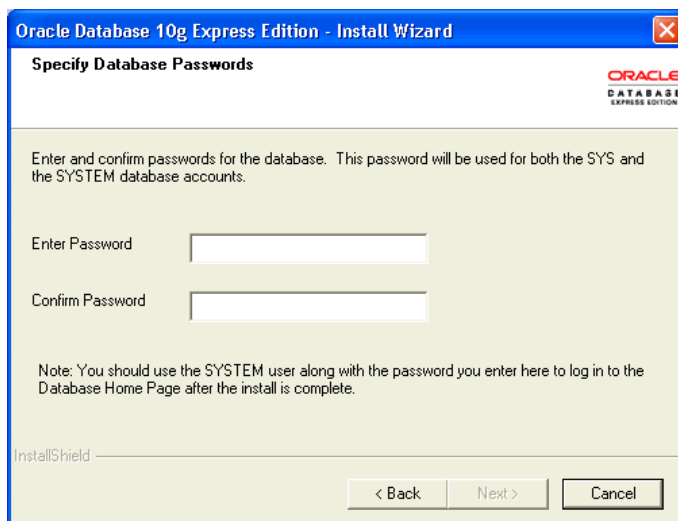 Oracle Database 10g Express Edition - Install Wizard
Specify Database Passwords
ORACLE
DATABASE
EXPRESS EDITION
Enter and confirm passwords for the database. This password will be used for both the SYS and
the SYSTEM database accounts.
Enter Password
Confirm Password
Note: You should use the SYSTEM user along with the password you enter here to log in to the
Database Home Page after the install is complete.
InstallShield
< Back
Next >
Cancel